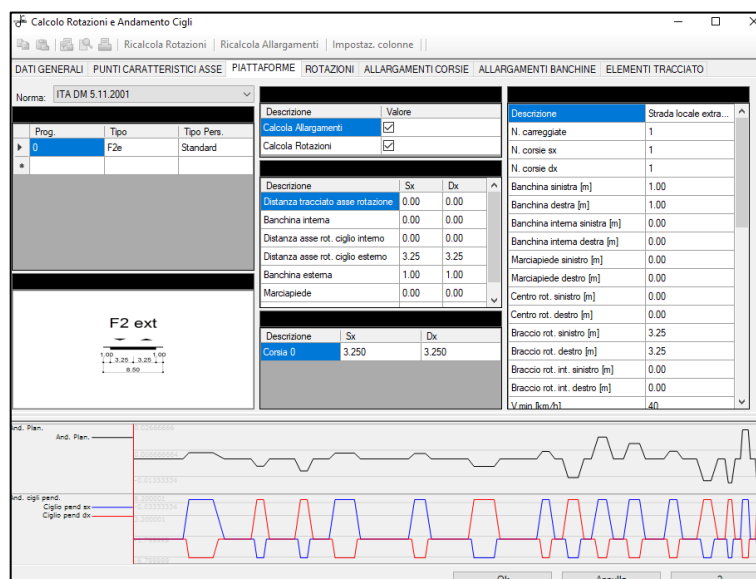 Calcolo Rotazioni e Andamento Cigli
Ricalcola Rotazioni | Ricalcola Allargamenti | Impostaz. colonne
DATI GENERALI PUNTI CARATTERISTICI ASSE PIATTAFORME ROTAZIONI ALLARGAMENTI CORSIE ALLARGAMENTI BANCHINE ELEMENTI TRACCIATO
Norma: ITA DM 5.11.2001
Prog. Tipo Tipo Pers.
0 F2e Standard
F2 ext
1.00 3.25 3.25 1.00
8.50
Descrizione Valore
Calcola Allargamenti
Calcola Rotazioni
Descrizione Sx Dx
Distanza tracciato asse rotazione 0.00 0.00
Banchina interna 0.00 0.00
Distanza asse rot. ciglio interno 0.00 0.00
Distanza asse rot. ciglio esterno 3.25 3.25
Banchina esterna 1.00 1.00
Marciapiede 0.00 0.00
Descrizione Sx Dx
Corsia 0 3.250 3.250
Descrizione Strada locale extra...
N. carreggiate 1
N. corsie sx 1
N. corsie dx 1
Banchina sinistra [m] 1.00
Banchina destra [m] 1.00
Banchina interna sinistra [m] 0.00
Banchina interna destra [m] 0.00
Marciapiede sinistro [m] 0.00
Marciapiede destro [m] 0.00
Centro rot. sinistro [m] 0.00
Centro rot. destro [m] 0.00
Braccio rot. sinistro [m] 3.25
Braccio rot. destro [m] 3.25
Braccio rot. int. sinistro [m] 0.00
Braccio rot. int. destro [m] 0.00
V min [km/h] 40
And. Plan.
And. Plan.
And. cigli pend.
Ciglio pend sx
Ciglio pend dx
Ok Annulla ?